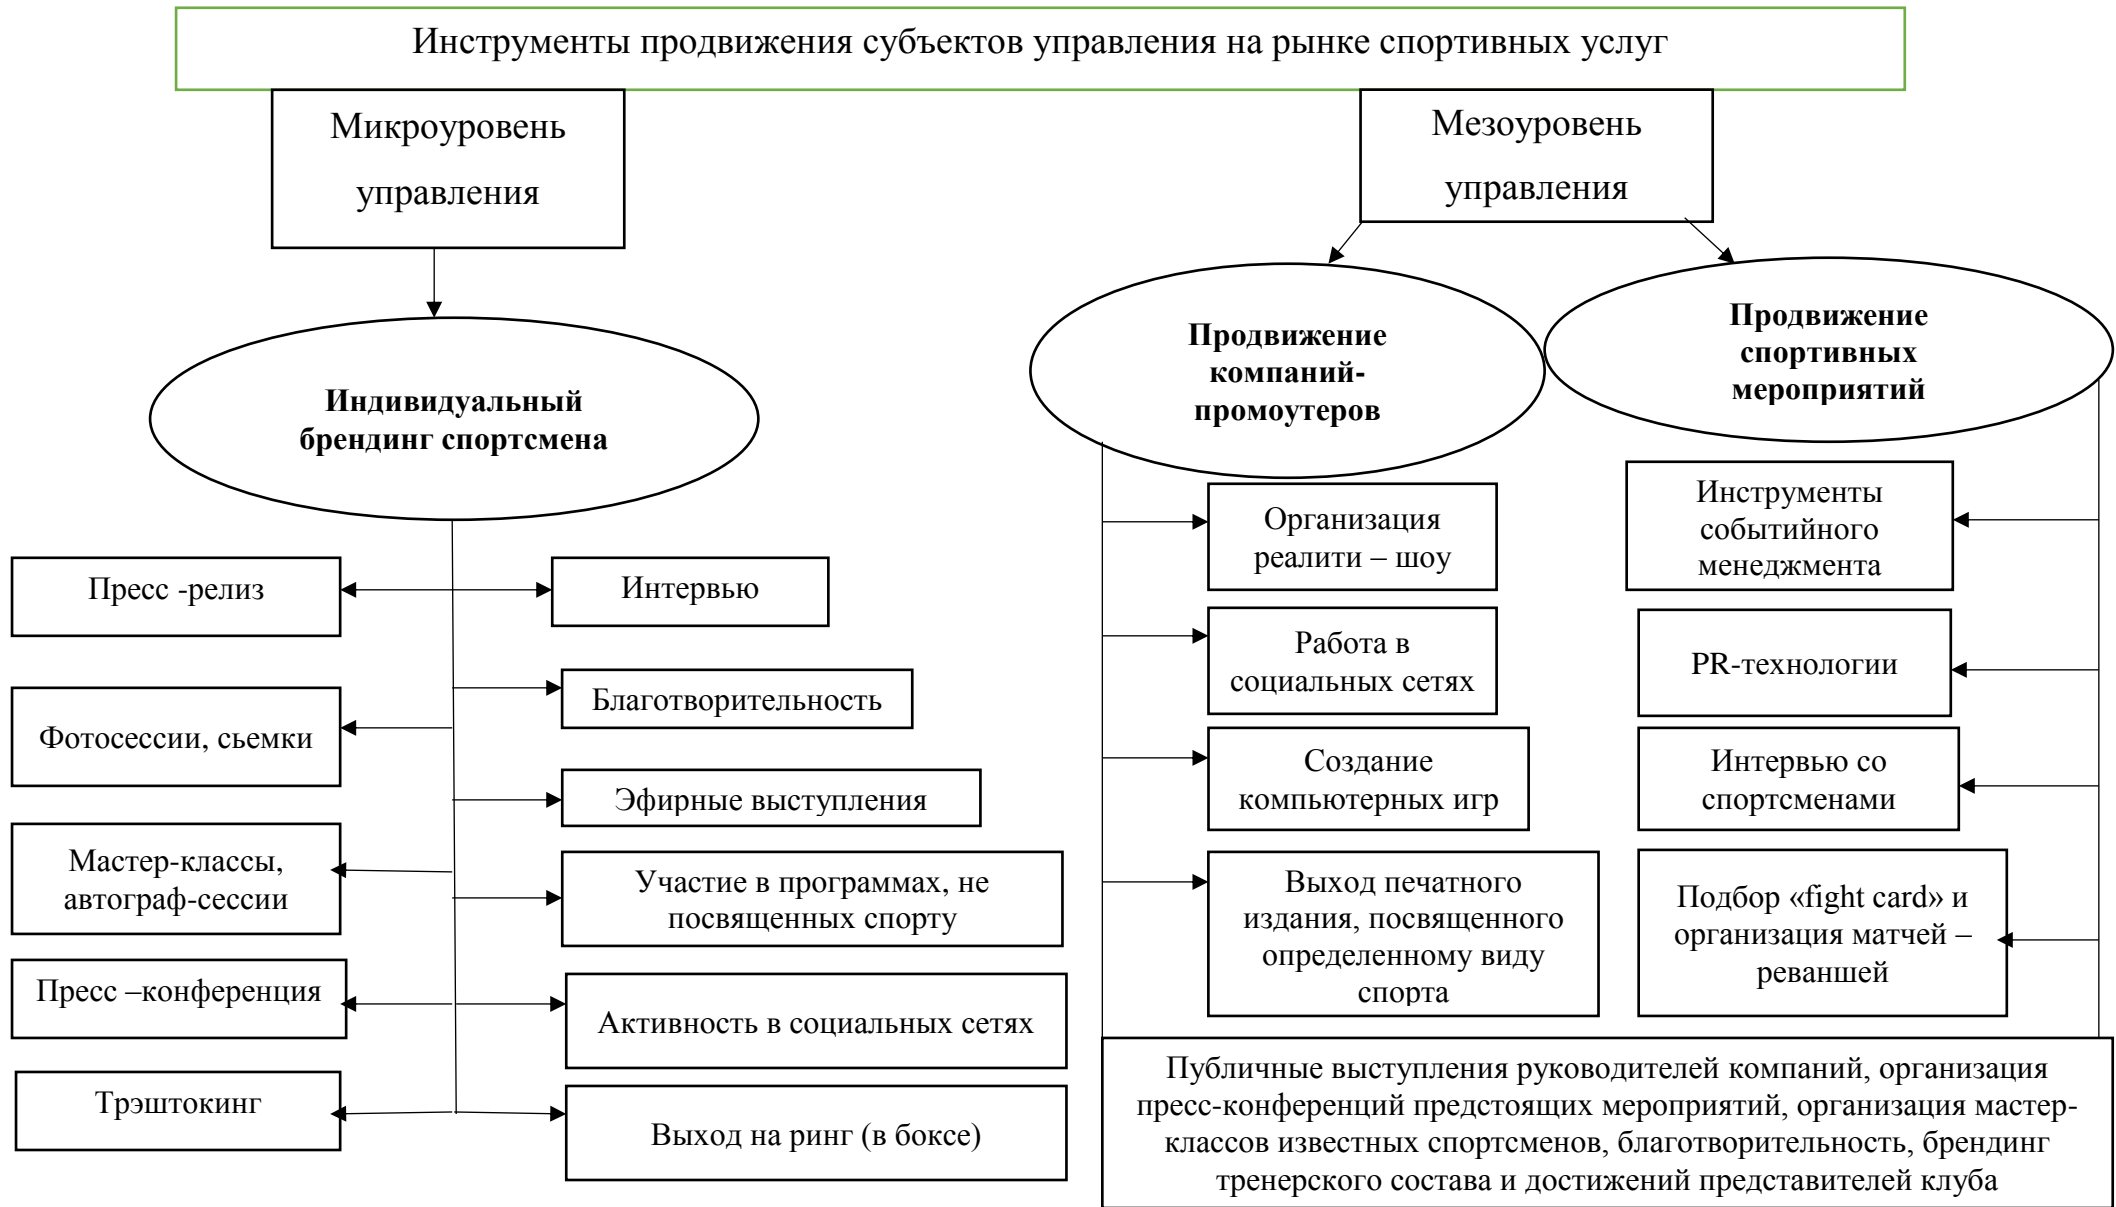 Инструменты продвижения субъектов управления на рынке спортивных услуг
Микроуровень
управления
Мезоуровень
управления
Индивидуальный
брендинг спортсмена
Продвижение
компаний-
промоутеров
Продвижение
спортивных
мероприятий
Пресс -релиз
Фотосессии, сьемки
Мастер-классы,
автограф-сессии
Пресс –конференция
Трэштокинг
Интервью
Благотворительность
Эфирные выступления
Участие в программах, не
посвященных спорту
Активность в социальных сетях
Выход на ринг (в боксе)
Организация
реалити – шоу
Работа в
социальных сетях
Создание
компьютерных игр
Выход печатного
издания, посвященного
определенному виду
спорта
Инструменты
событийного
менеджмента
PR-технологии
Интервью со
спортсменами
Подбор «fight card» и
организация матчей –
реваншей
Публичные выступления руководителей компаний, организация
пресс-конференций предстоящих мероприятий, организация мастер-
классов известных спортсменов, благотворительность, брендинг
тренерского состава и достижений представителей клуба